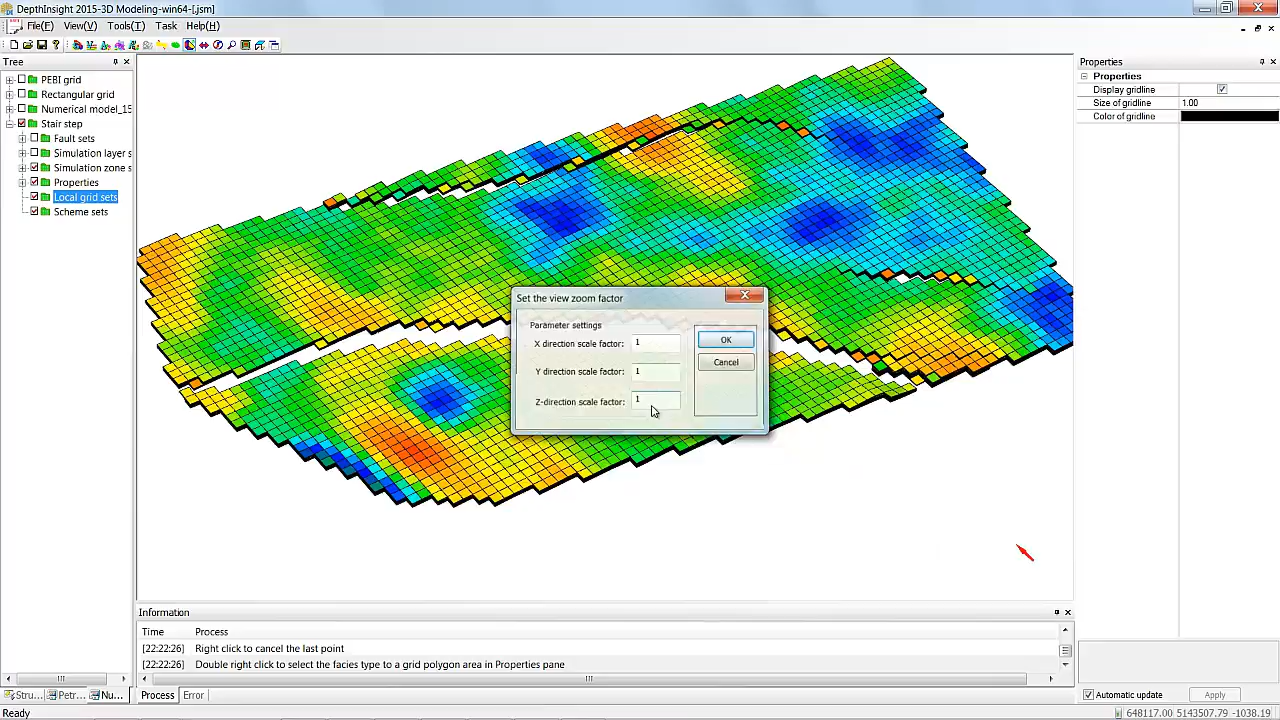 DepthInsight 2015-3D Modeling-win64-[.jsm]
File(F) View(V) Tools(T) Task Help(H)
Tree
PEBI grid
Rectangular grid
Numerical model_15
Stair step
Fault sets
Simulation layer s
Simulation zone s
Properties
Local grid sets
Scheme sets
Stru... Petr... Nu...
Set the view zoom factor
Parameter settings
X direction scale factor: 1
Y direction scale factor: 1
Z-direction scale factor: 1
OK
Cancel
Properties
Properties
Display gridline
Size of gridline 1.00
Color of gridline
Information
Time Process
[22:22:26] Right click to cancel the last point
[22:22:26] Double right click to select the facies type to a grid polygon area in Properties pane
Process Error
Automatic update Apply
Ready
648117.00 5143507.79 -1038.19